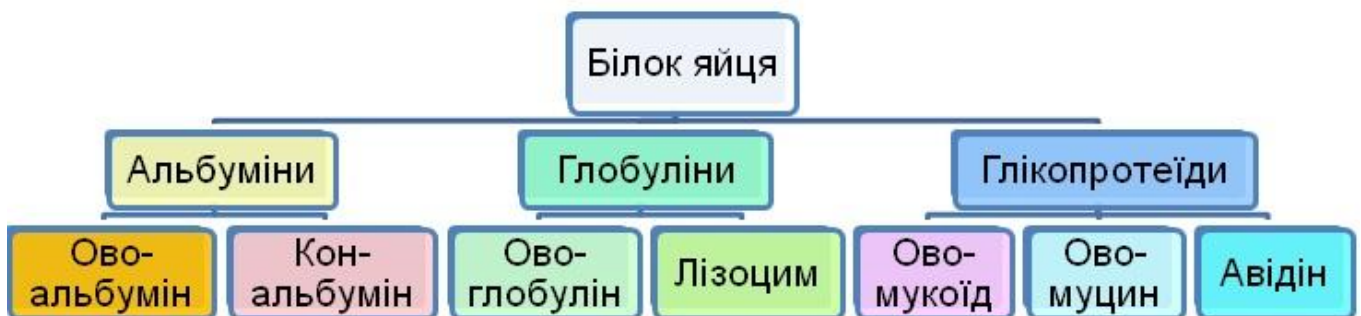 Білок яйця
Альбуміни
Глобуліни
Глікопротеїди
Ово-
альбумін
Кон-
альбумін
Ово-
глобулін
Лізоцим
Ово-
мукоїд
Ово-
муцин
Авідін